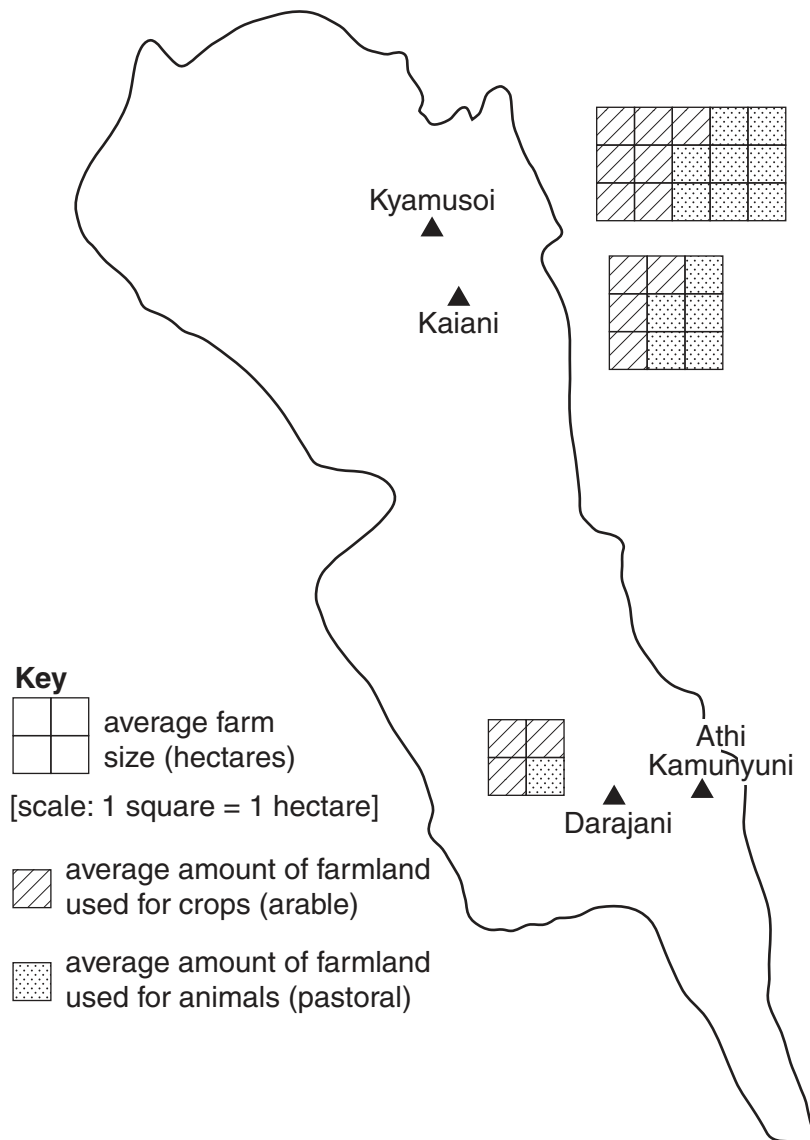 Kyamusoi
Kaiani
Key
average farm
size (hectares)
[scale: 1 square = 1 hectare]
average amount of farmland
used for crops (arable)
average amount of farmland
used for animals (pastoral)
Athi
Kamunyuni
Darajani